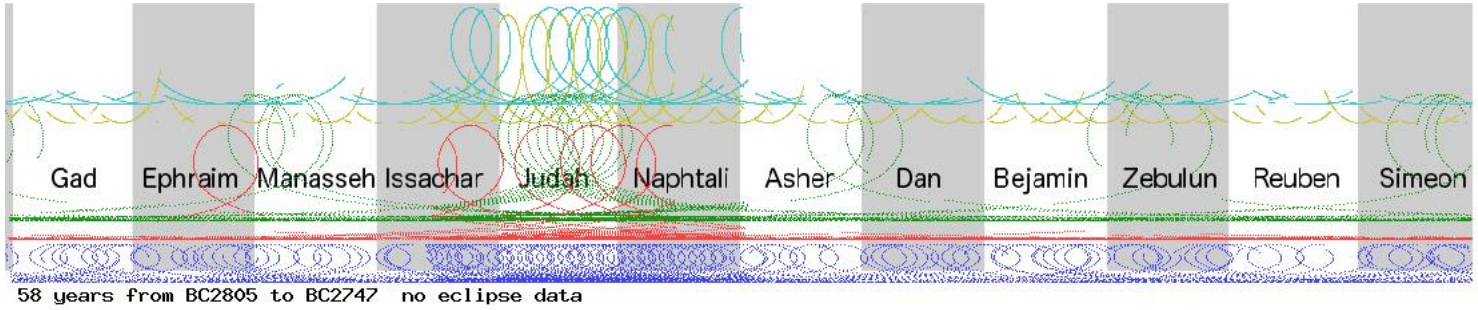 Gad Ephraim Manasseh Issachar Judah Naphtali Asher Dan Bejamin Zebulun Reuben Simeon
58 years from BC2805 to BC2747 no eclipse data